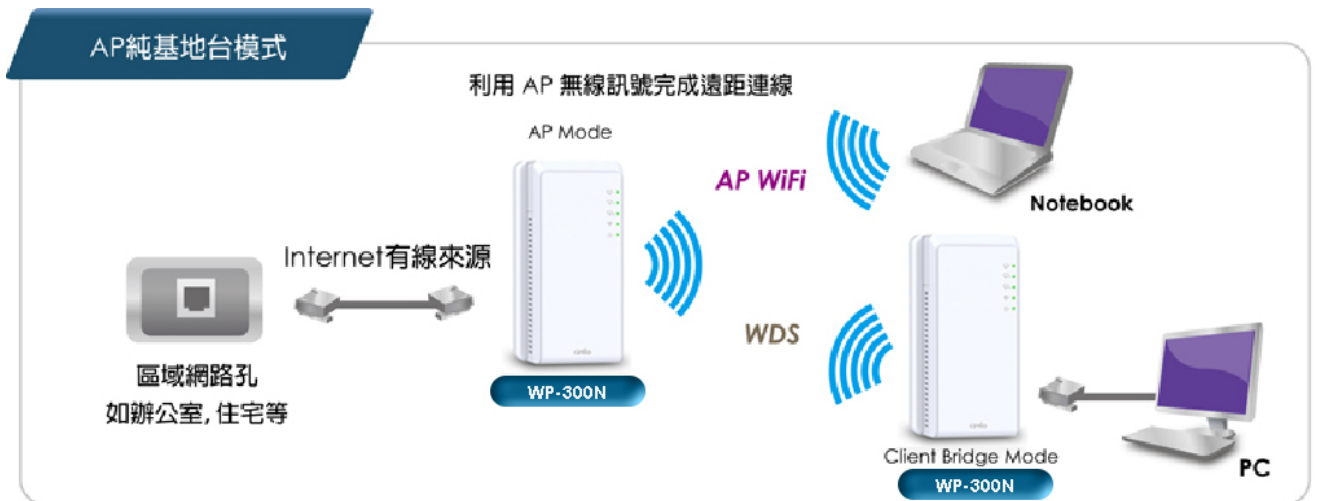 AP純基地台模式
利用 AP 無線訊號完成遠距連線
AP Mode
AP WiFi
Notebook
Internet有線來源
WDS
區域網路孔
如辦公室, 住宅等
WP-300N
Client Bridge Mode
WP-300N
PC